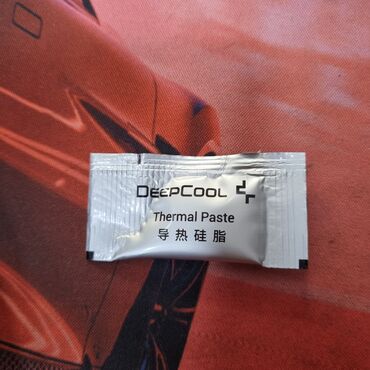 DEEPCOOL
Thermal Paste
导热硅脂